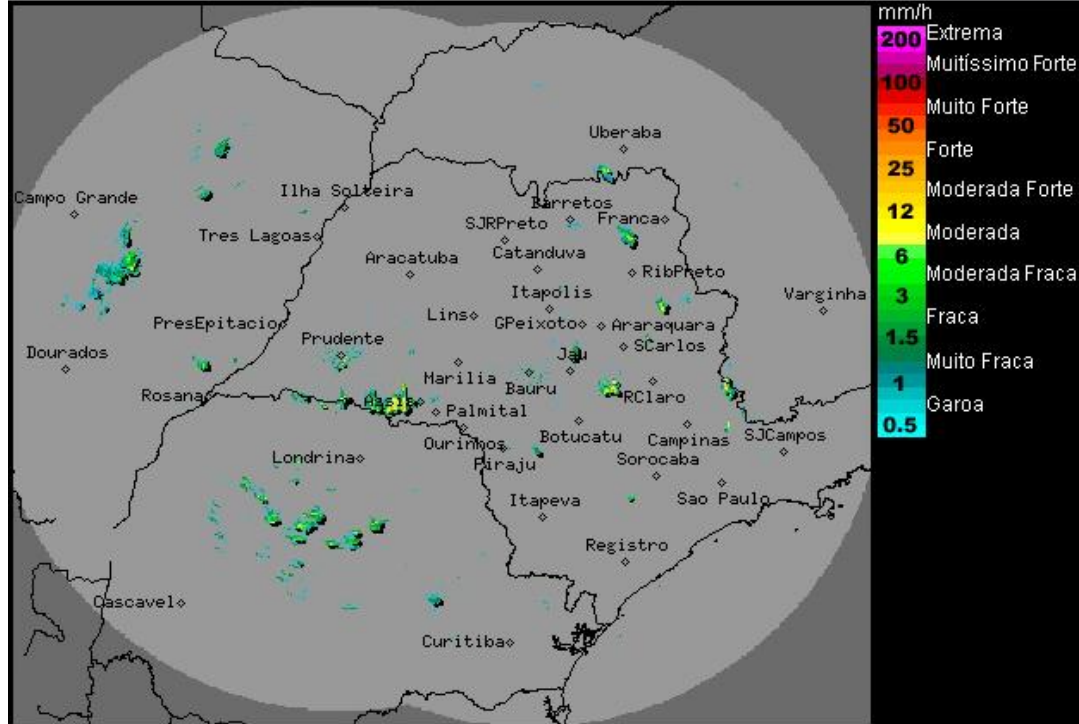 mm/h
200 Extrema
Muitíssimo Forte
100
Muito Forte
50
Forte
25
Moderada Forte
12
Moderada
6
Moderada Fraca
3
Fraca
1.5
Muito Fraca
1
Garoa
0.5
Uberaba
Campo Grande
Ilha Solteira
Barretos
SJRPreto
Franca
Tres Lagoas
Aracatuba
Catanduva
RibPreto
Itapolis
Varginha
PresEpitacio
Lins
GPeixoto
Araraquara
Prudente
Dourados
Jau
SCarlos
Marilia
Bauru
Rosana
Assis
RClaro
Palmital
Ourinhos
Botucatu
Campinas
SJCampos
Londrina
Piraju
Sorocaba
Itapeva
Sao Paulo
Registro
Cascavel
Curitiba